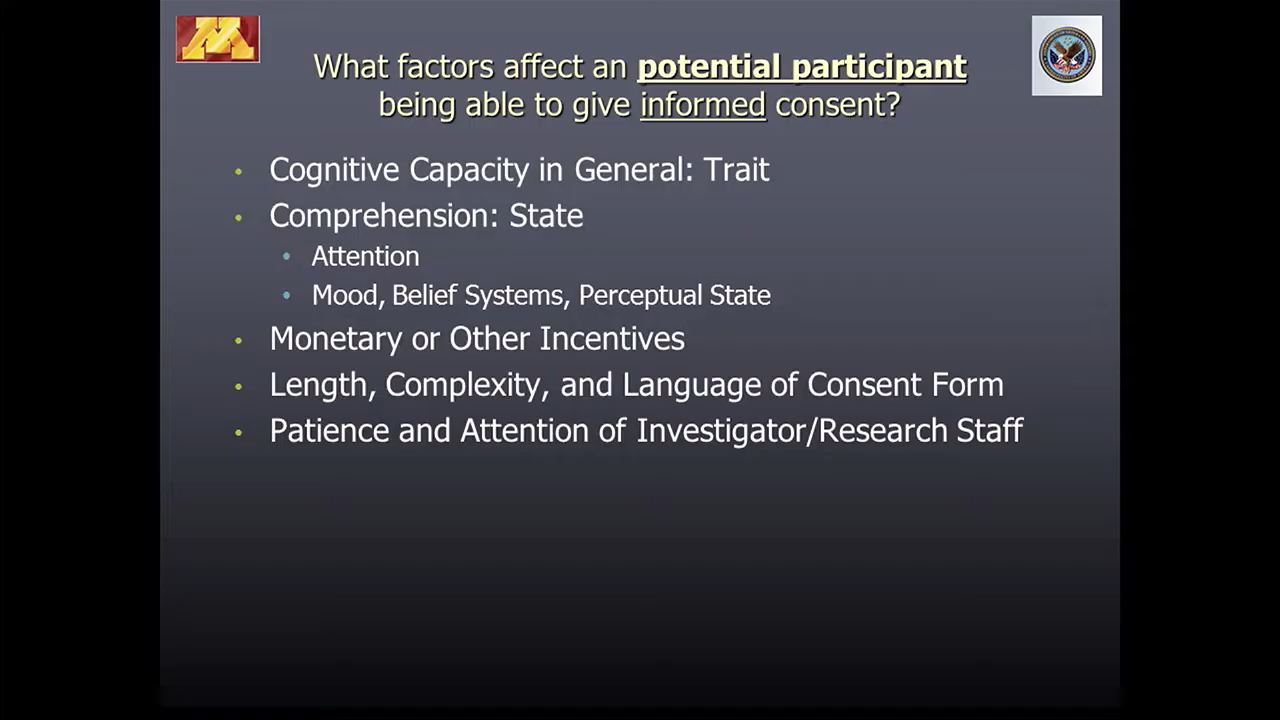 What factors affect an potential participant
being able to give informed consent?
• Cognitive Capacity in General: Trait
• Comprehension: State
• Attention
• Mood, Belief Systems, Perceptual State
• Monetary or Other Incentives
• Length, Complexity, and Language of Consent Form
• Patience and Attention of Investigator/Research Staff